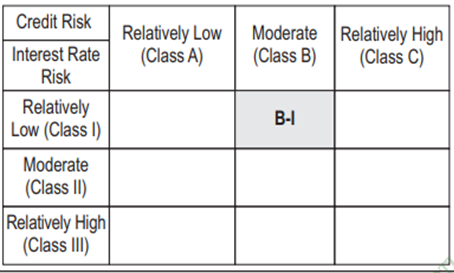 Credit Risk
Interest Rate
Risk
Relatively Low
(Class A)
Moderate
(Class B)
Relatively High
(Class C)
Relatively
Low (Class I)
B-I
Moderate
(Class II)
Relatively High
(Class III)